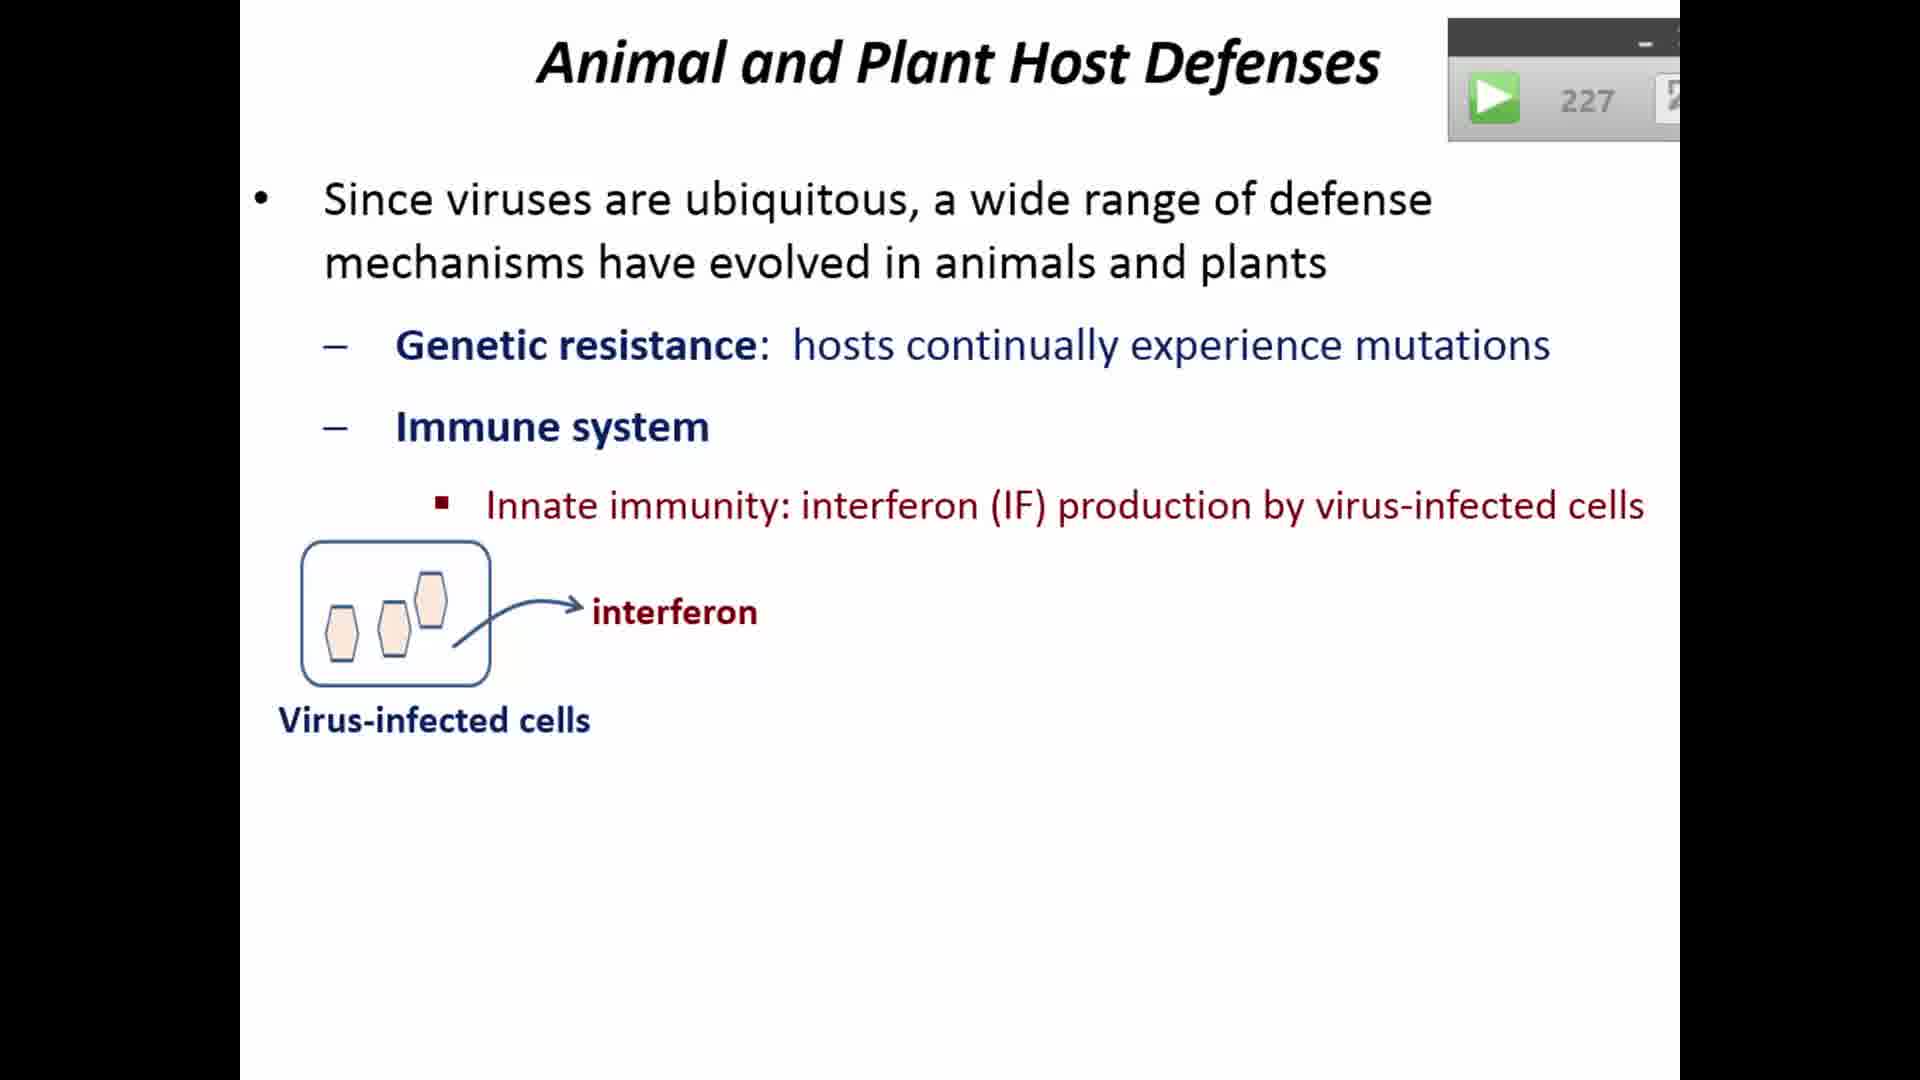 Animal and Plant Host Defenses
227
• Since viruses are ubiquitous, a wide range of defense
mechanisms have evolved in animals and plants
– Genetic resistance: hosts continually experience mutations
– Immune system
▪ Innate immunity: interferon (IF) production by virus-infected cells
interferon
Virus-infected cells